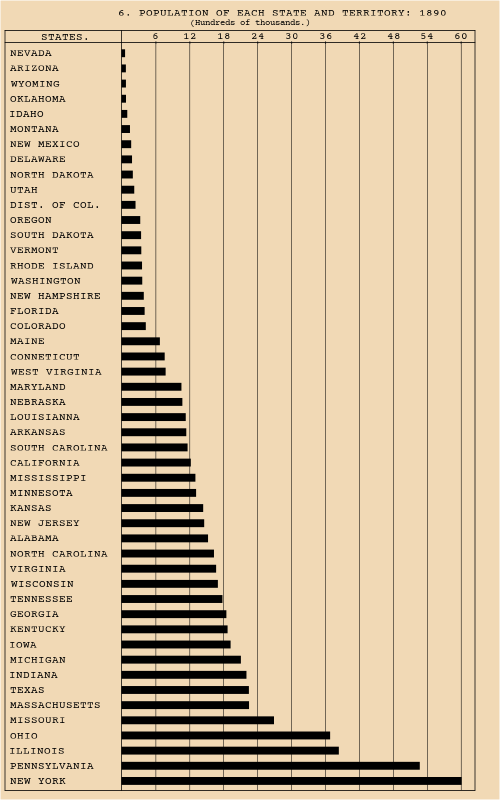 6. POPULATION OF EACH STATE AND TERRITORY: 1890
(Hundreds of thousands.)
STATES. 6 12 18 24 30 36 42 48 54 60
NEVADA
ARIZONA
WYOMING
OKLAHOMA
IDAHO
MONTANA
NEW MEXICO
DELAWARE
NORTH DAKOTA
UTAH
DIST. OF COL.
OREGON
SOUTH DAKOTA
VERMONT
RHODE ISLAND
WASHINGTON
NEW HAMPSHIRE
FLORIDA
COLORADO
MAINE
CONNETICUT
WEST VIRGINIA
MARYLAND
NEBRASKA
LOUISIANNA
ARKANSAS
SOUTH CAROLINA
CALIFORNIA
MISSISSIPPI
MINNESOTA
KANSAS
NEW JERSEY
ALABAMA
NORTH CAROLINA
VIRGINIA
WISCONSIN
TENNESSEE
GEORGIA
KENTUCKY
IOWA
MICHIGAN
INDIANA
TEXAS
MASSACHUSETTS
MISSOURI
OHIO
ILLINOIS
PENNSYLVANIA
NEW YORK